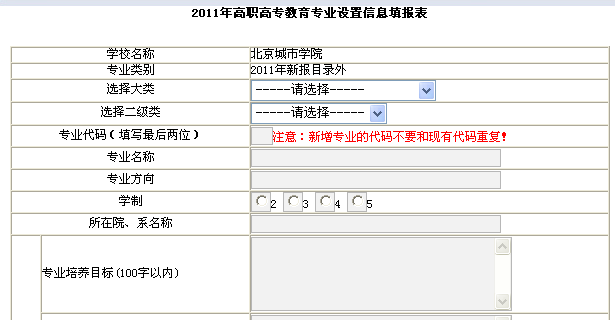 2011年高职高专教育专业设置信息填报表
学校名称 北京城市学院
专业类别 2011年新报目录外
选择大类 -----请选择-----
选择二级类 -----请选择-----
专业代码(填写最后两位) 注意：新增专业的代码不要和现有代码重复!
专业名称
专业方向
学制 2 3 4 5
所在院、系名称
专业培养目标(100字以内)